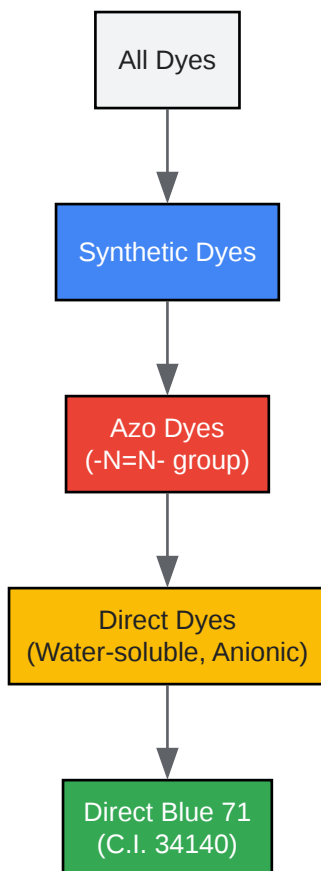 All Dyes
Synthetic Dyes
Azo Dyes
(-N=N- group)
Direct Dyes
(Water-soluble, Anionic)
Direct Blue 71
(C.I. 34140)